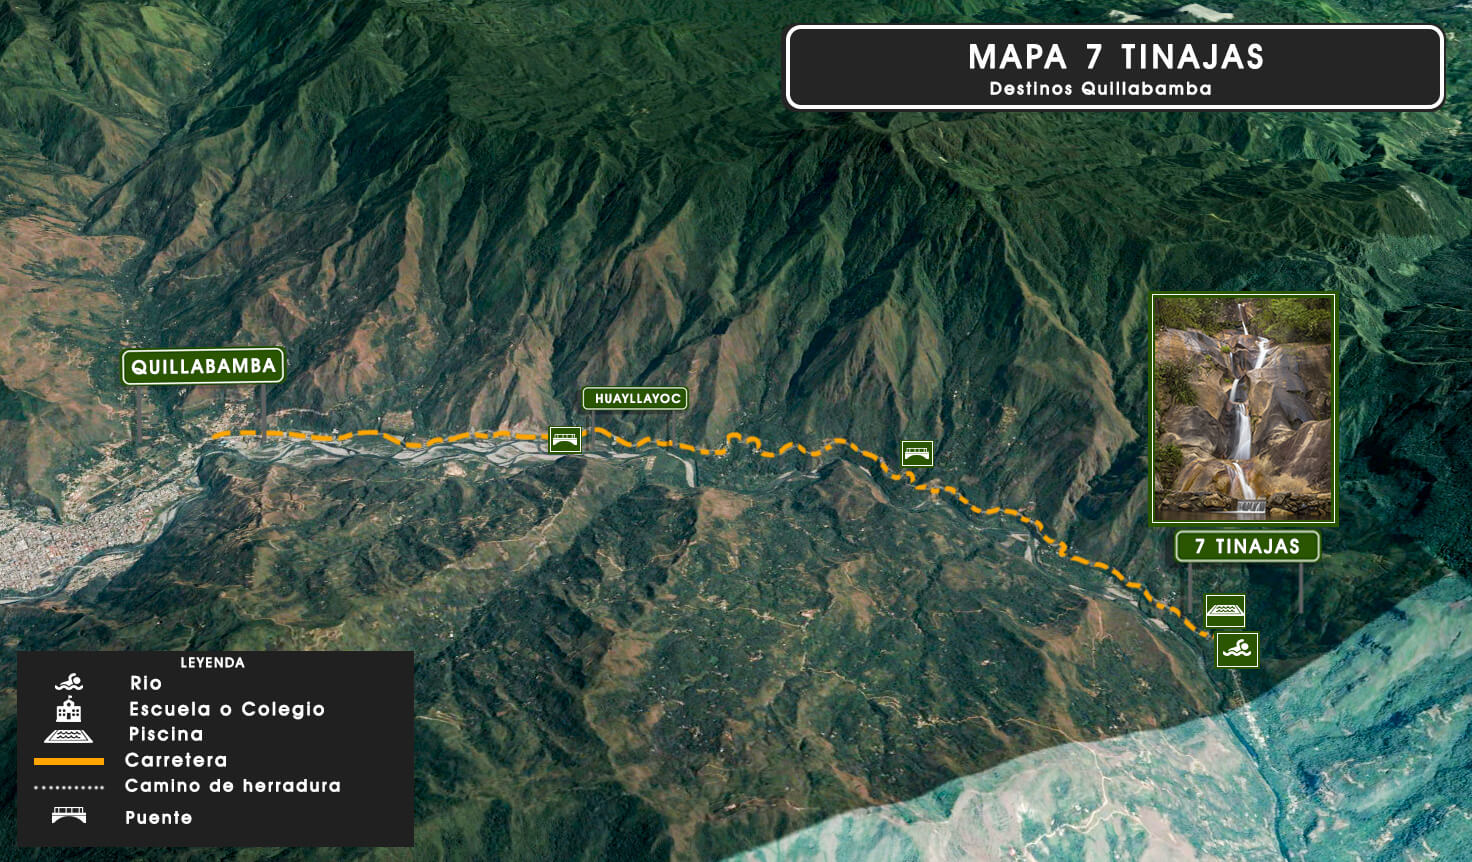 MAPA 7 TINAJAS
Destinos Quillabamba
QUILLABAMBA
HUAYLLAYOC
7 TINAJAS
LEYENDA
Rio
Escuela o Colegio
Piscina
Carretera
Camino de herradura
Puente